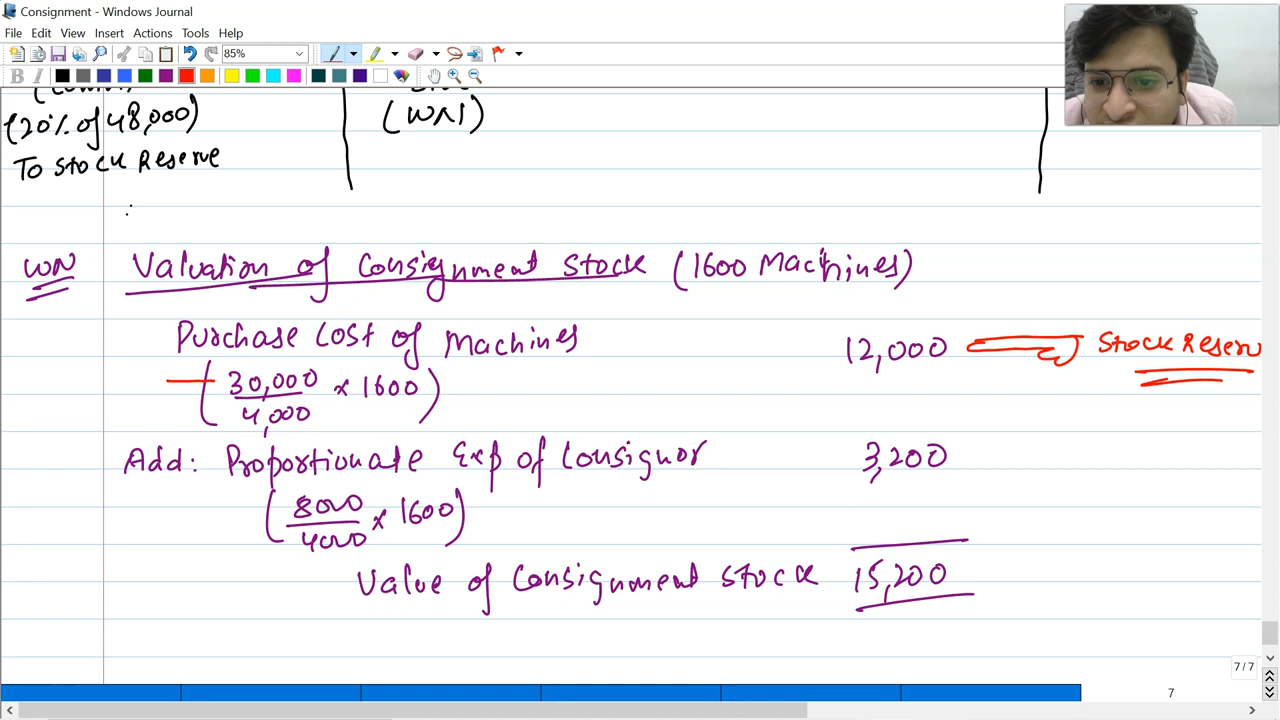 Consignment - Windows Journal
File Edit View Insert Actions Tools Help
85%
B I
(20% of 48,000)
(WN1)
To Stock Reserve
WN Valuation of Consignment Stock (1600 Machines)
Purchase Cost of Machines 12,000 Stock Reserv
(30,000/4,000 × 1600)
Add: Proportionate Exp of Consignor 3,200
(8000/4000 × 1600)
Value of Consignment Stock 15,200
7/7
7